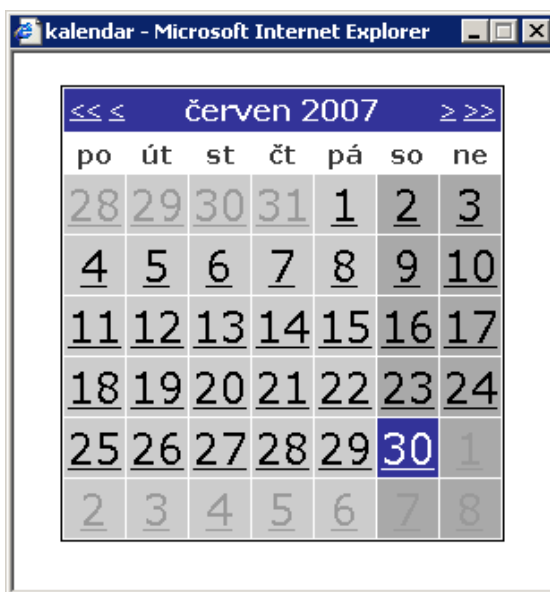 kalendar - Microsoft Internet Explorer
<< < červen 2007 > >>
po út st čt pá so ne
28 29 30 31 1 2 3
4 5 6 7 8 9 10
11 12 13 14 15 16 17
18 19 20 21 22 23 24
25 26 27 28 29 30 1
2 3 4 5 6 7 8